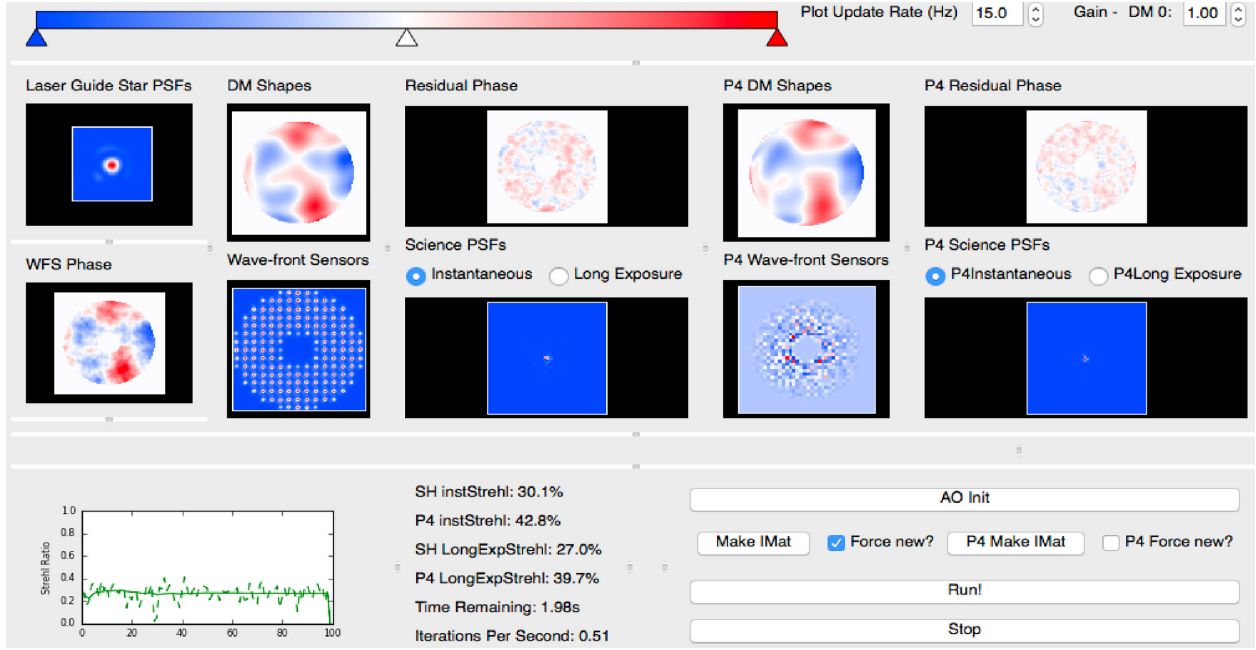 Plot Update Rate (Hz) 15.0 Gain - DM 0: 1.00
Laser Guide Star PSFs DM Shapes Residual Phase P4 DM Shapes P4 Residual Phase
WFS Phase Wave-front Sensors Science PSFs P4 Wave-front Sensors P4 Science PSFs
Instantaneous Long Exposure P4Instantaneous P4Long Exposure
SH instStrehl: 30.1%
P4 instStrehl: 42.8%
SH LongExpStrehl: 27.0%
P4 LongExpStrehl: 39.7%
Time Remaining: 1.98s
Iterations Per Second: 0.51
AO Init
Make IMat Force new? P4 Make IMat P4 Force new?
Run!
Stop
Strehl Ratio
1.0
0.8
0.6
0.4
0.2
0.0
0 20 40 60 80 100